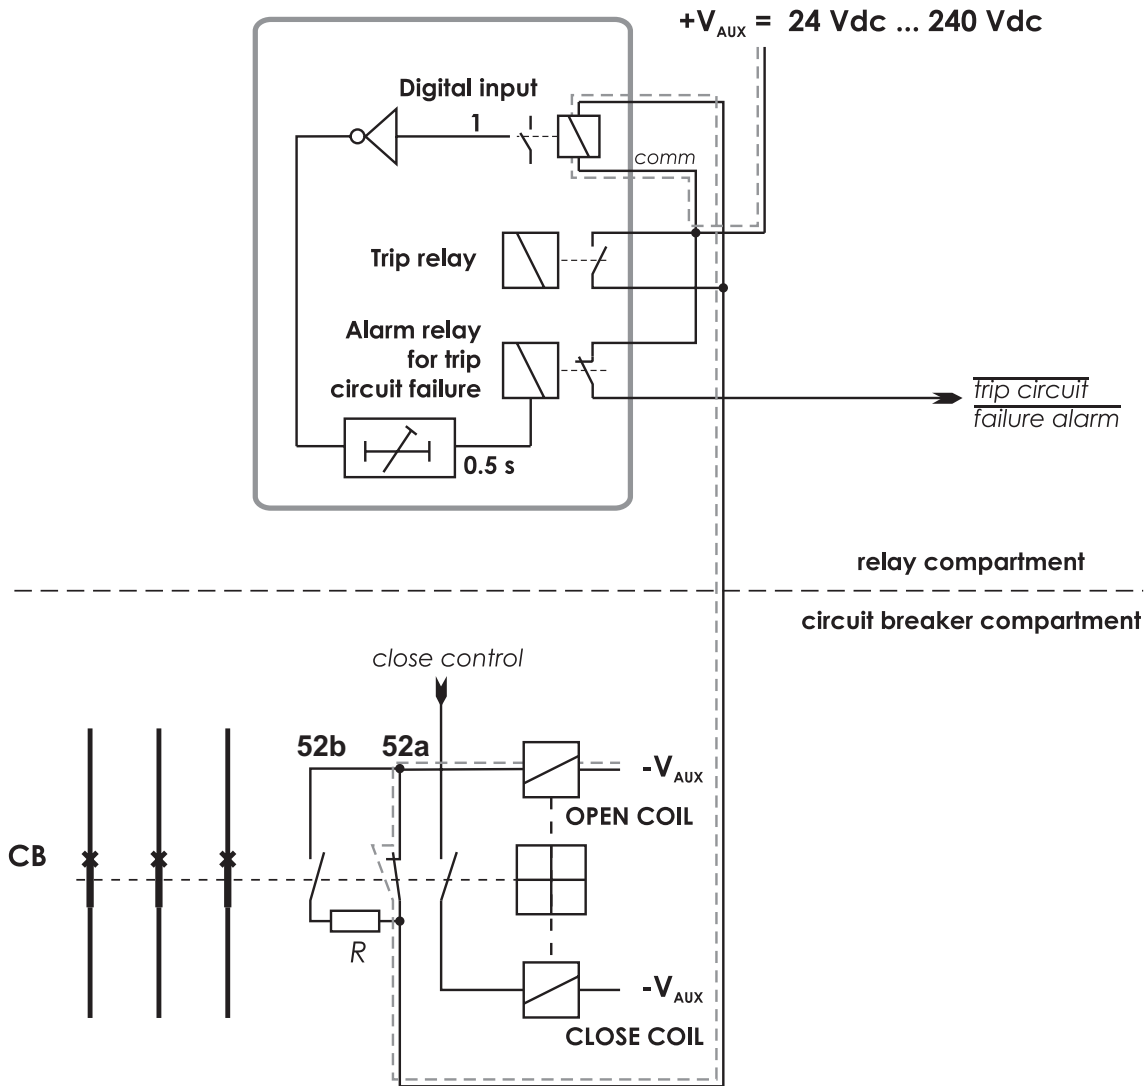 +VAUX = 24 Vdc ... 240 Vdc
Digital input
1
comm
Trip relay
Alarm relay
for trip
circuit failure
0.5 s
trip circuit
failure alarm
relay compartment
circuit breaker compartment
close control
52b
52a
-VAUX
OPEN COIL
CB
R
-VAUX
CLOSE COIL